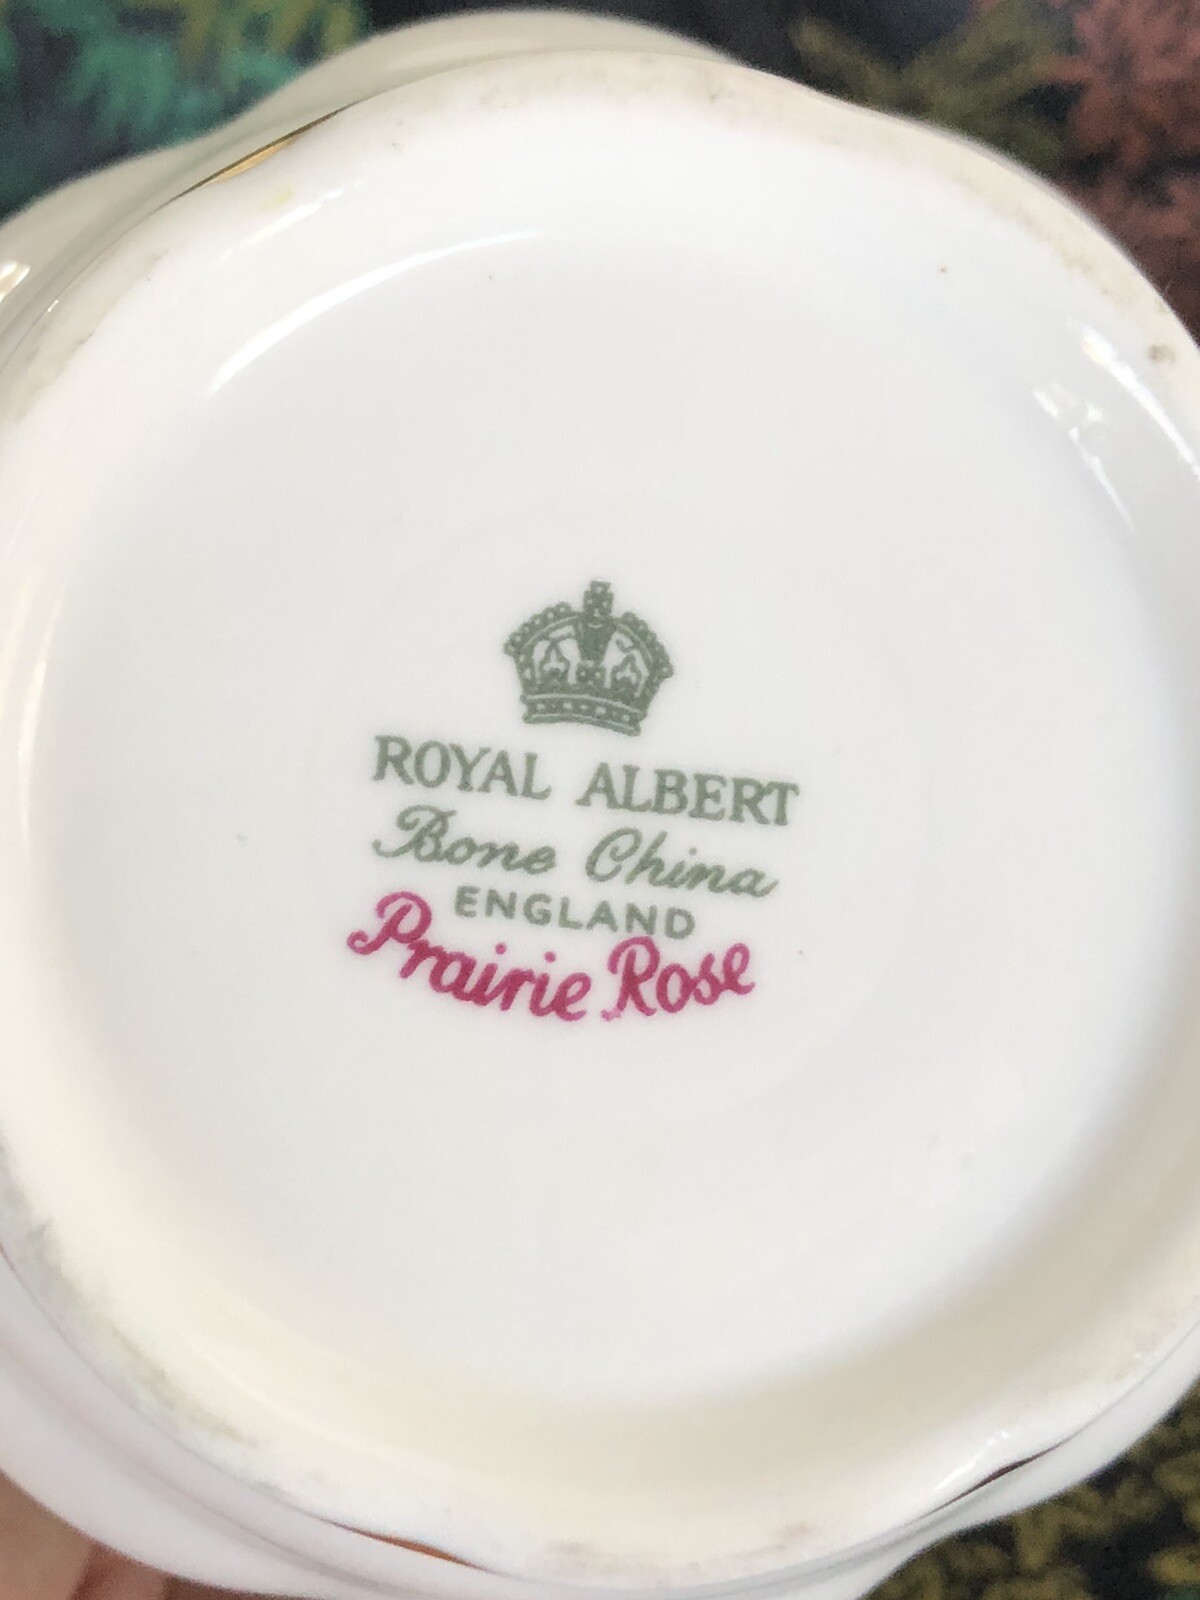 ROYAL ALBERT
Bone China
ENGLAND
Prairie Rose